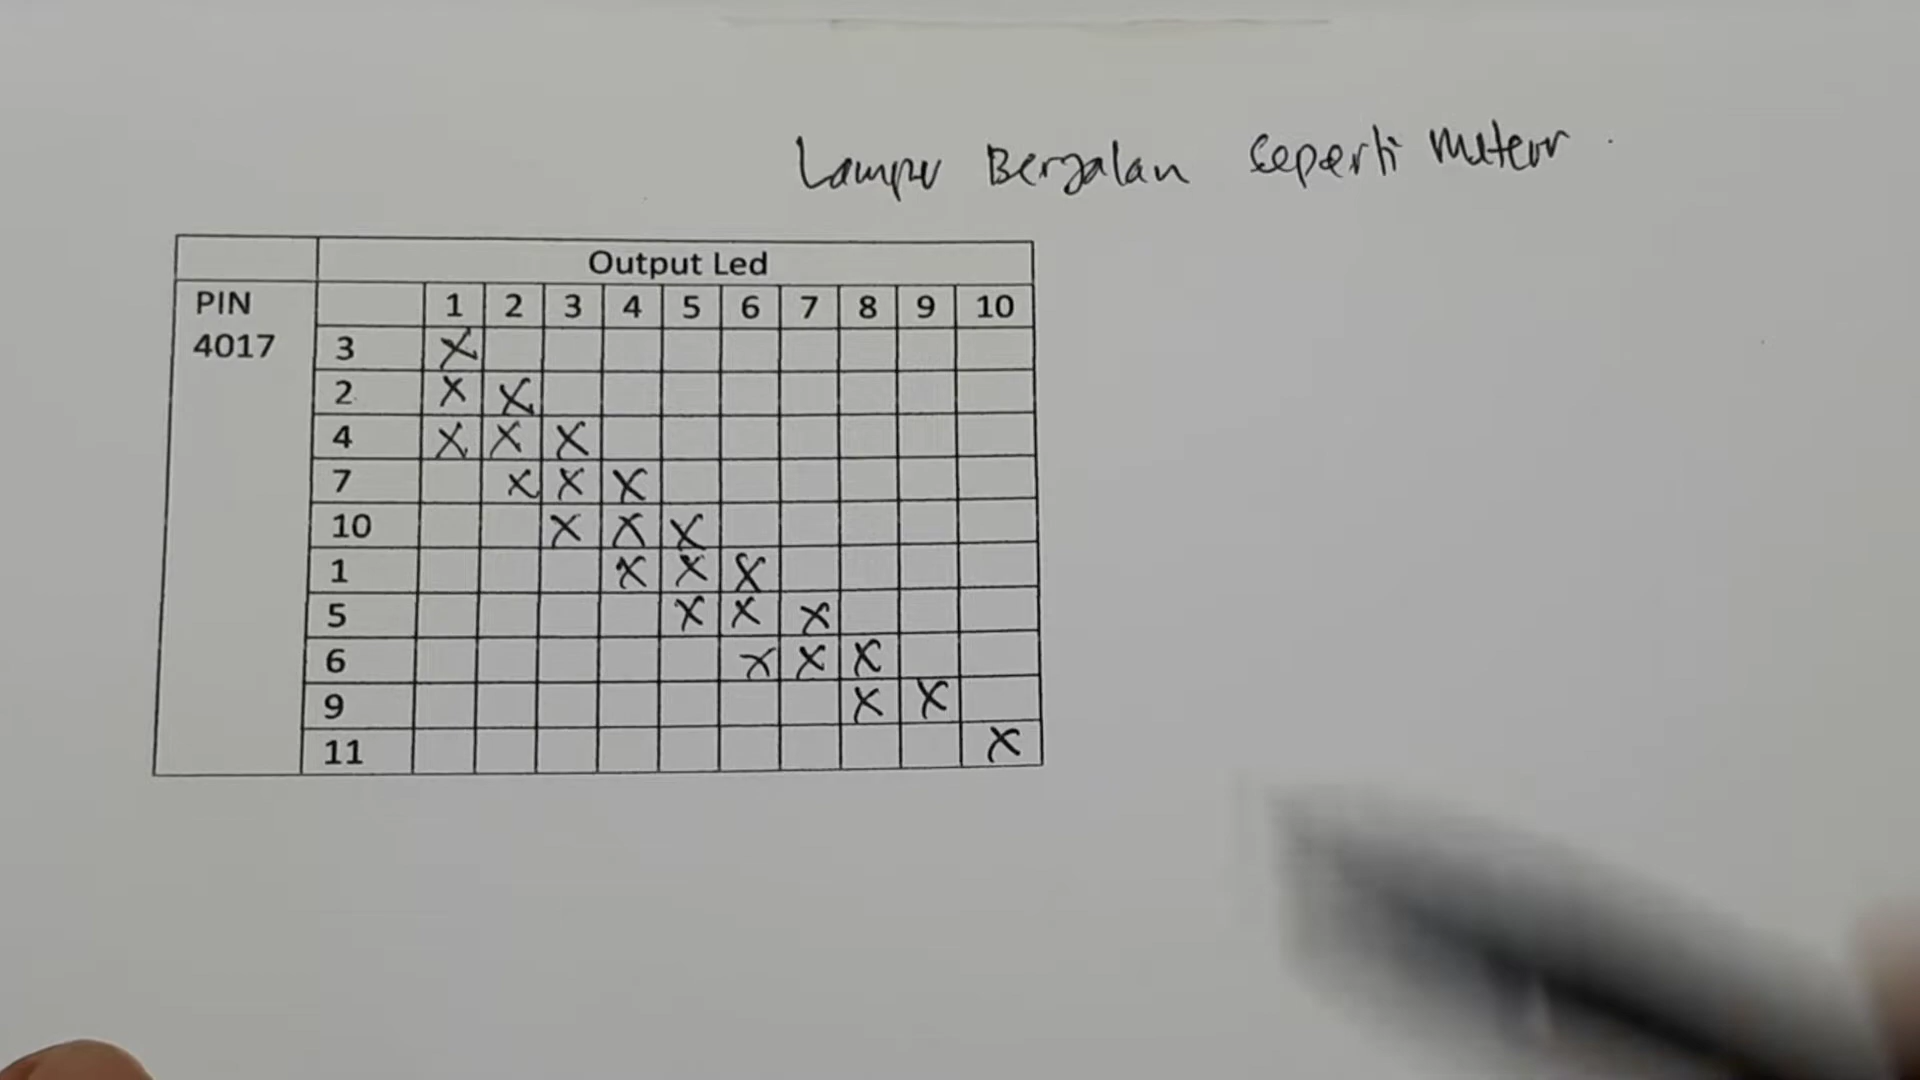 Lampu Berjalan seperti meteor.
Output Led
PIN 1 2 3 4 5 6 7 8 9 10
4017 3 X
2 X X
4 X X X
7 X X X
10 X X X
1 X X X
5 X X X
6 X X X
9 X X
11 X